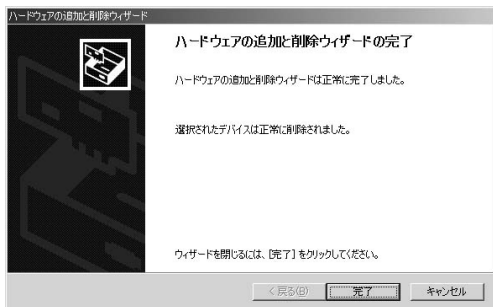 ハードウェアの追加と削除ウィザード
ハードウェアの追加と削除ウィザードの完了
ハードウェアの追加と削除ウィザードは正常に完了しました。
選択されたデバイスは正常に削除されました。
ウィザードを閉じるには、[完了] をクリックしてください。
< 戻る(B) 完了 キャンセル